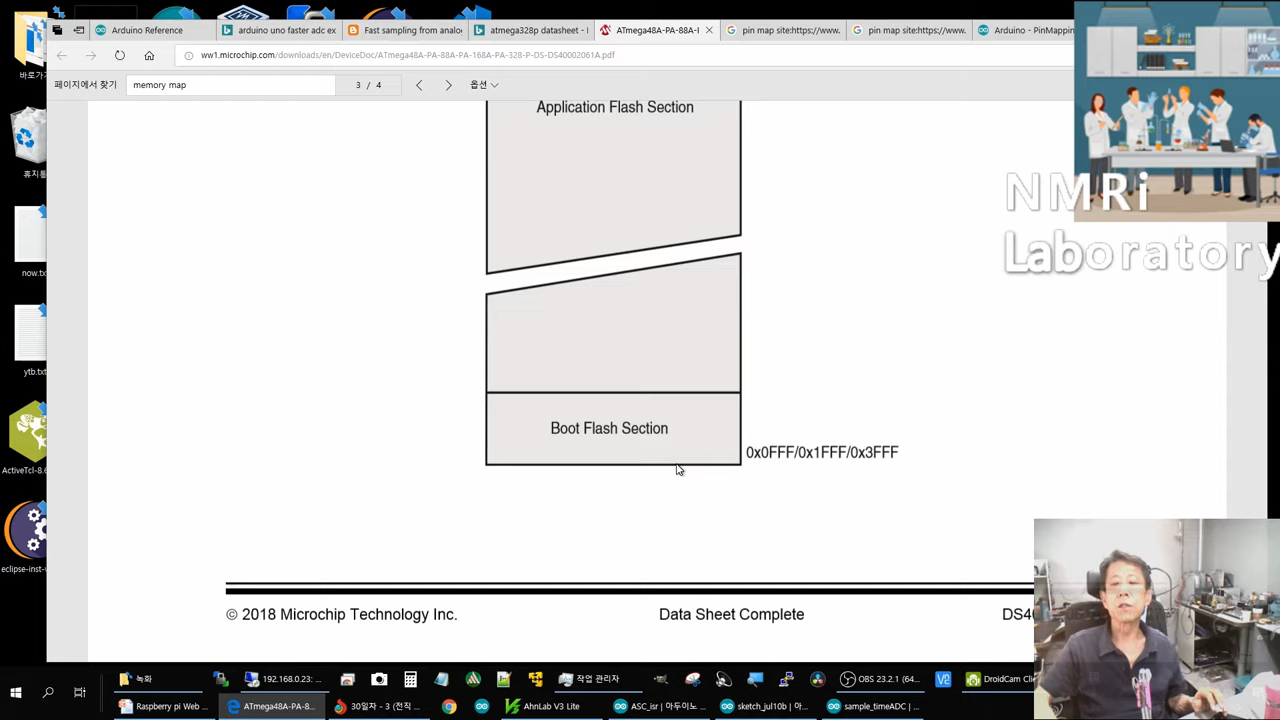 Arduino Reference
arduino uno faster adc ex
Fast sampling from analo
atmega328p datasheet - I
ATmega48A-PA-88A-I
pin map site:https://www.
pin map site:https://www.
Arduino - PinMappin
ww1.microchip.com/downloads/en/DeviceDoc/ATmega48A-PA-88A-PA-168A-PA-328-P-DS-DS40002061A.pdf
페이지에서 찾기
memory map
3 / 4
옵션
바로가기
휴지통
now.tx
ytb.txt
ActiveTcl-8.6
eclipse-inst-
Application Flash Section
Boot Flash Section
0x0FFF/0x1FFF/0x3FFF
© 2018 Microchip Technology Inc.
Data Sheet Complete
DS40
NMRi
Laboratory
녹화
192.168.0.23: ...
작업 관리자
OBS 23.2.1 (64...
V2
DroidCam Clie
Raspberry pi Web ...
ATmega48A-PA-8...
30일자 - 3 (전직 ...
AhnLab V3 Lite
ASC_isr | 아두이노 ...
sketch_jul10b | 아...
sample_timeADC | ...